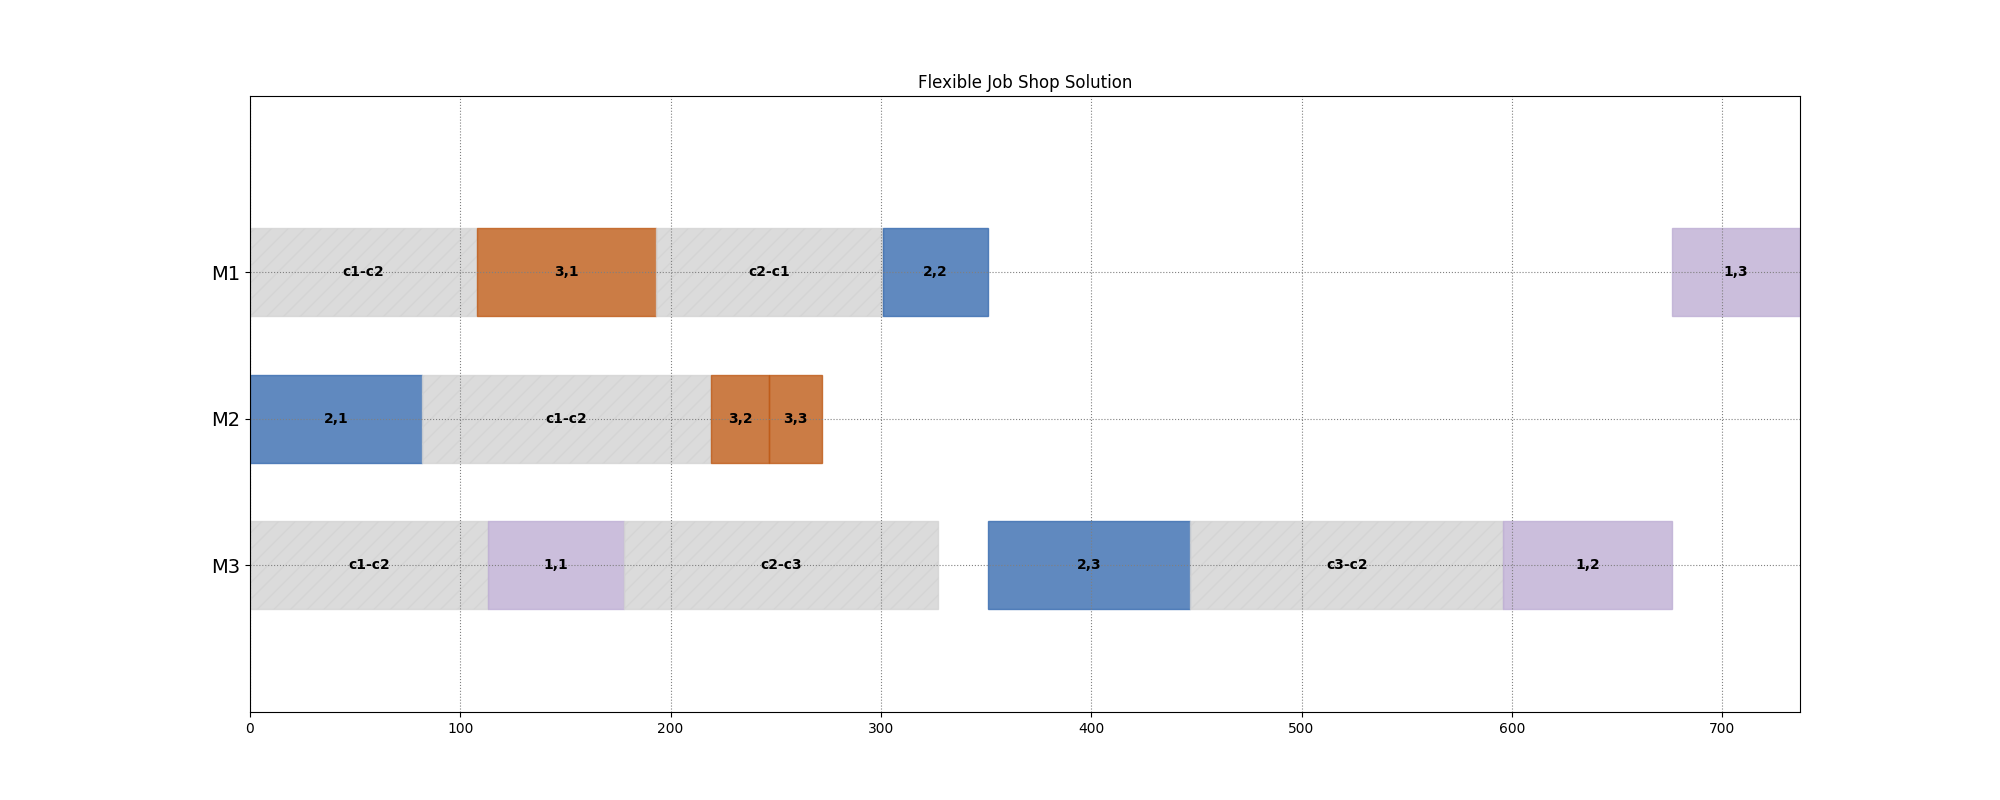 Flexible Job Shop Solution
M1
c1-c2
3,1
c2-c1
2,2
1,3
M2
2,1
c1-c2
3,2
3,3
M3
c1-c2
1,1
c2-c3
2,3
c3-c2
1,2
0
100
200
300
400
500
600
700